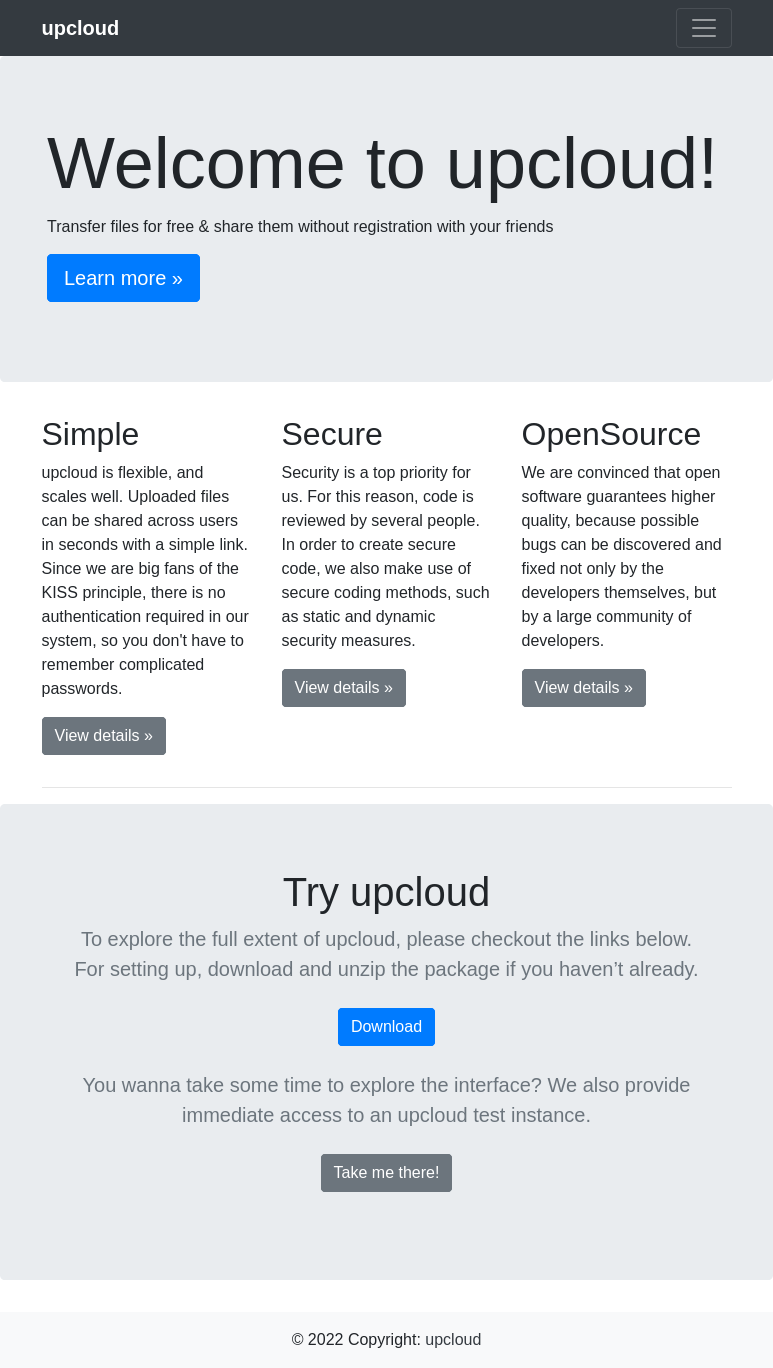 upcloud
Welcome to upcloud!
Transfer files for free & share them without registration with your friends
Learn more »
Simple
upcloud is flexible, and
scales well. Uploaded files
can be shared across users
in seconds with a simple link.
Since we are big fans of the
KISS principle, there is no
authentication required in our
system, so you don't have to
remember complicated
passwords.
View details »
Secure
Security is a top priority for
us. For this reason, code is
reviewed by several people.
In order to create secure
code, we also make use of
secure coding methods, such
as static and dynamic
security measures.
View details »
OpenSource
We are convinced that open
software guarantees higher
quality, because possible
bugs can be discovered and
fixed not only by the
developers themselves, but
by a large community of
developers.
View details »
Try upcloud
To explore the full extent of upcloud, please checkout the links below.
For setting up, download and unzip the package if you haven’t already.
Download
You wanna take some time to explore the interface? We also provide
immediate access to an upcloud test instance.
Take me there!
© 2022 Copyright: upcloud